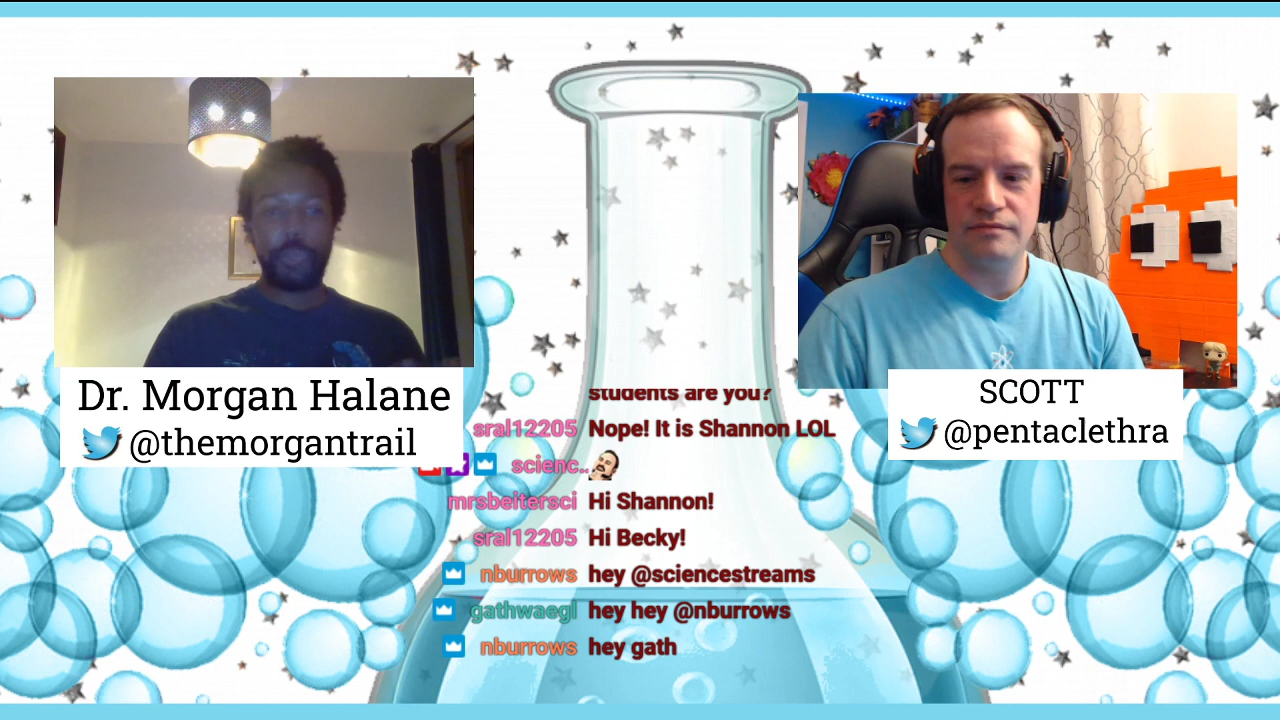 Dr. Morgan Halane
@themorgantrail
SCOTT
@pentaclethra
students are you?
sral12205 Nope! It is Shannon LOL
scienc..
mrsbeitersci Hi Shannon!
sral12205 Hi Becky!
nburrows hey @sciencestreams
gathwaegl hey hey @nburrows
nburrows hey gath